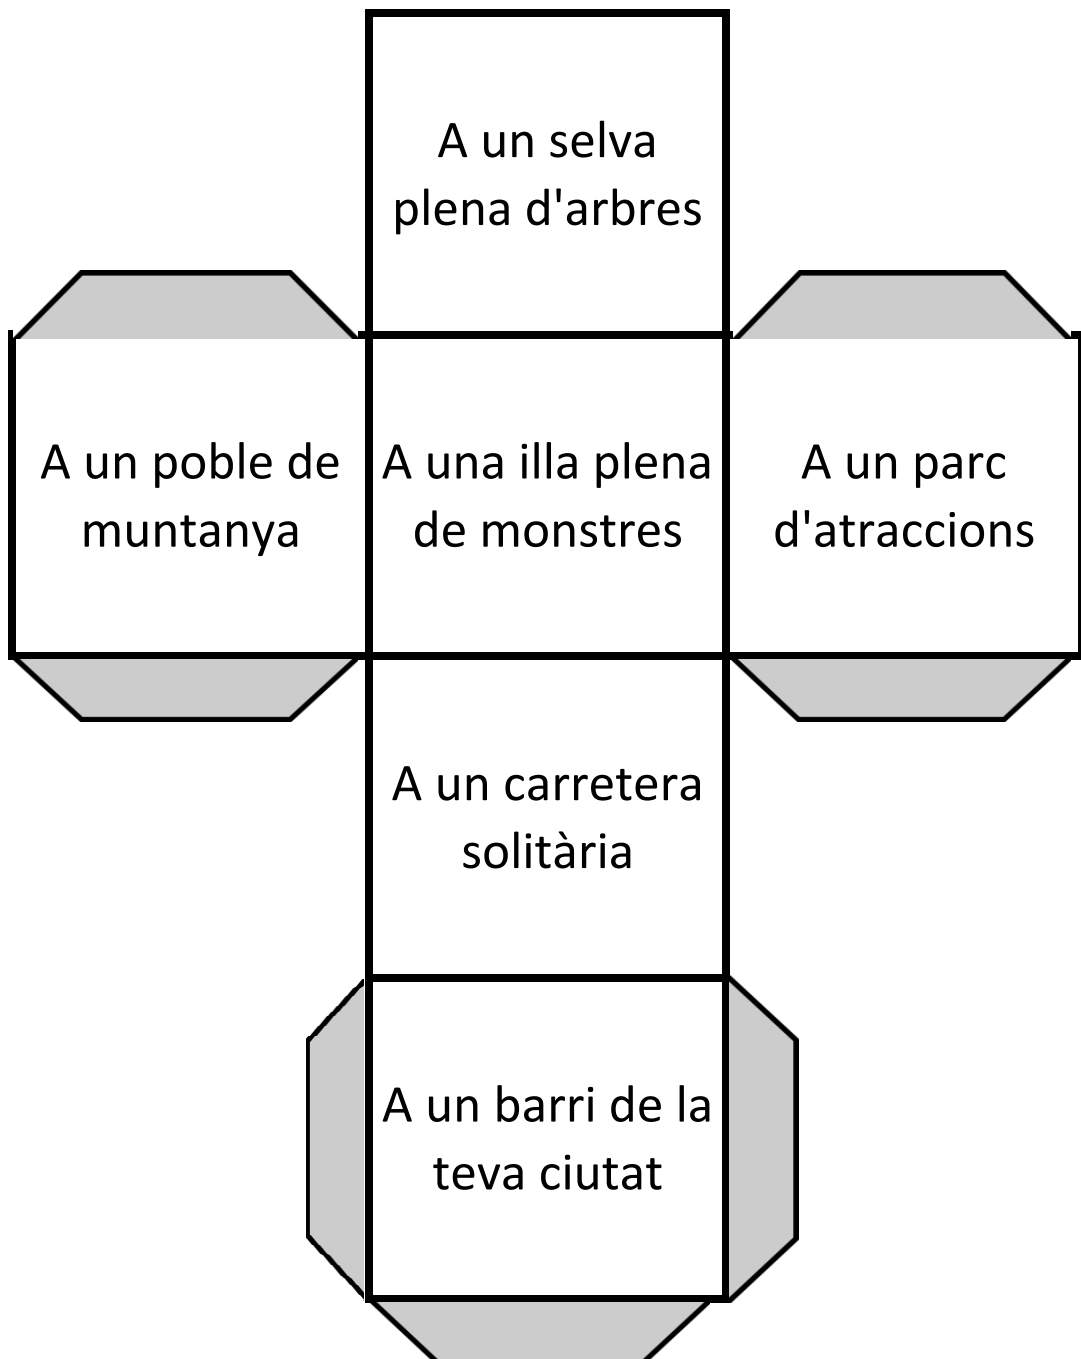 A un selva
plena d'arbres
A un poble de
muntanya
A una illa plena
de monstres
A un parc
d'atraccions
A un carretera
solitària
A un barri de la
teva ciutat